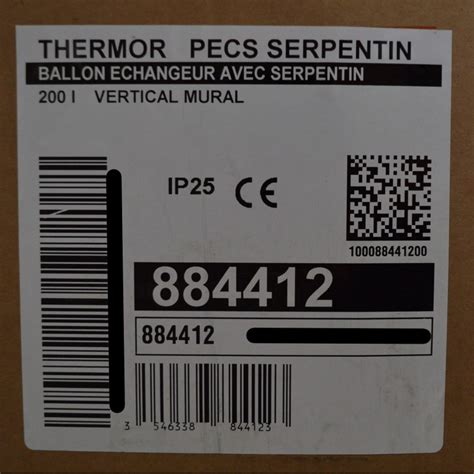 THERMOR PECS SERPENTIN
BALLON ECHANGEUR AVEC SERPENTIN
200 l VERTICAL MURAL
IP25 CE
100088441200
884412
884412
3 546338 844123